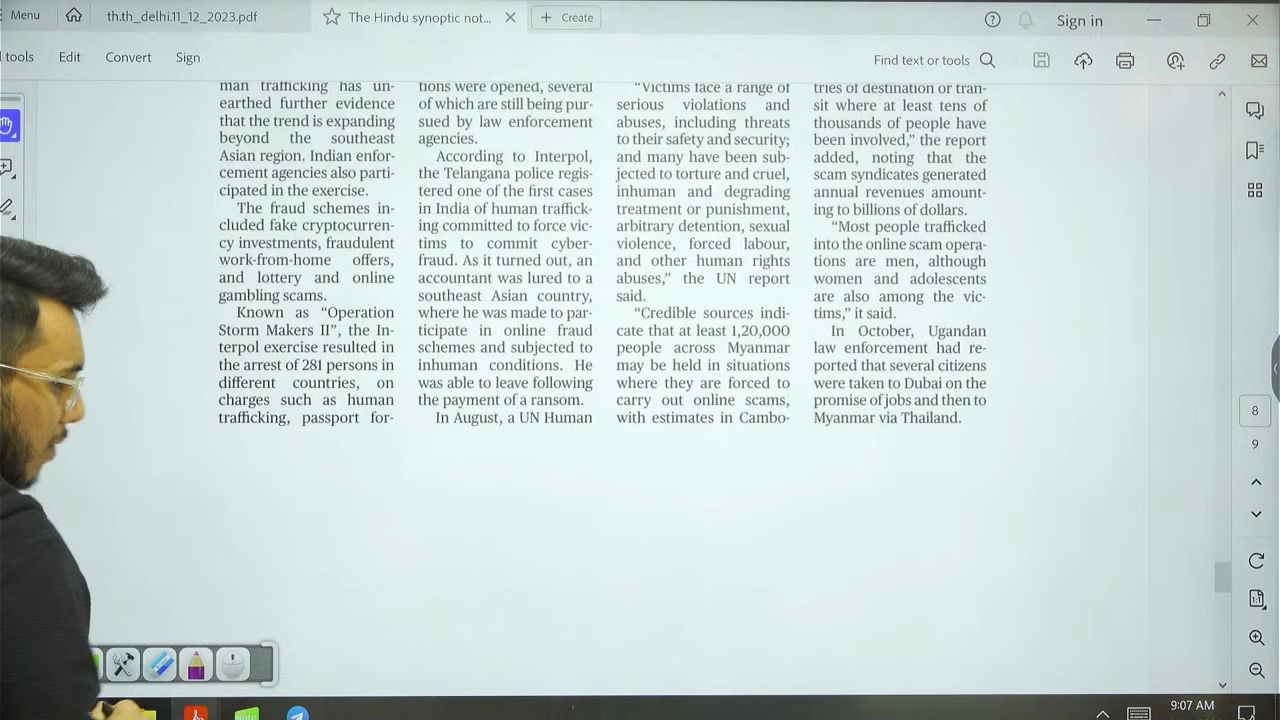 Menu
th.th_delhi.11_12_2023.pdf
The Hindu synoptic not...
Create
Sign in
tools
Edit
Convert
Sign
Find text or tools
man trafficking has un-
earthed further evidence
that the trend is expanding
beyond the southeast
Asian region. Indian enfor-
cement agencies also parti-
cipated in the exercise.
The fraud schemes in-
cluded fake cryptocurren-
cy investments, fraudulent
work-from-home offers,
and lottery and online
gambling scams.
Known as “Operation
Storm Makers II”, the In-
terpol exercise resulted in
the arrest of 281 persons in
different countries, on
charges such as human
trafficking, passport for-
tions were opened, several
of which are still being pur-
sued by law enforcement
agencies.
According to Interpol,
the Telangana police regis-
tered one of the first cases
in India of human traffick-
ing committed to force vic-
tims to commit cyber-
fraud. As it turned out, an
accountant was lured to a
southeast Asian country,
where he was made to par-
ticipate in online fraud
schemes and subjected to
inhuman conditions. He
was able to leave following
the payment of a ransom.
In August, a UN Human
“Victims face a range of
serious violations and
abuses, including threats
to their safety and security;
and many have been sub-
jected to torture and cruel,
inhuman and degrading
treatment or punishment,
arbitrary detention, sexual
violence, forced labour,
and other human rights
abuses,” the UN report
said.
“Credible sources indi-
cate that at least 1,20,000
people across Myanmar
may be held in situations
where they are forced to
carry out online scams,
with estimates in Cambo-
tries of destination or tran-
sit where at least tens of
thousands of people have
been involved,” the report
added, noting that the
scam syndicates generated
annual revenues amount-
ing to billions of dollars.
“Most people trafficked
into the online scam opera-
tions are men, although
women and adolescents
are also among the vic-
tims,” it said.
In October, Ugandan
law enforcement had re-
ported that several citizens
were taken to Dubai on the
promise of jobs and then to
Myanmar via Thailand.
8
9
1:1
9:07 AM